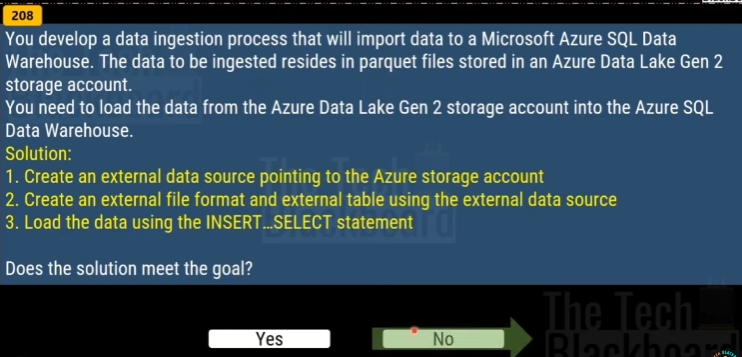 208
You develop a data ingestion process that will import data to a Microsoft Azure SQL Data
Warehouse. The data to be ingested resides in parquet files stored in an Azure Data Lake Gen 2
storage account.
You need to load the data from the Azure Data Lake Gen 2 storage account into the Azure SQL
Data Warehouse.
Solution:
1. Create an external data source pointing to the Azure storage account
2. Create an external file format and external table using the external data source
3. Load the data using the INSERT...SELECT statement
Does the solution meet the goal?
Yes
No
The Tech
Blackboard
The Tech
Blackboard